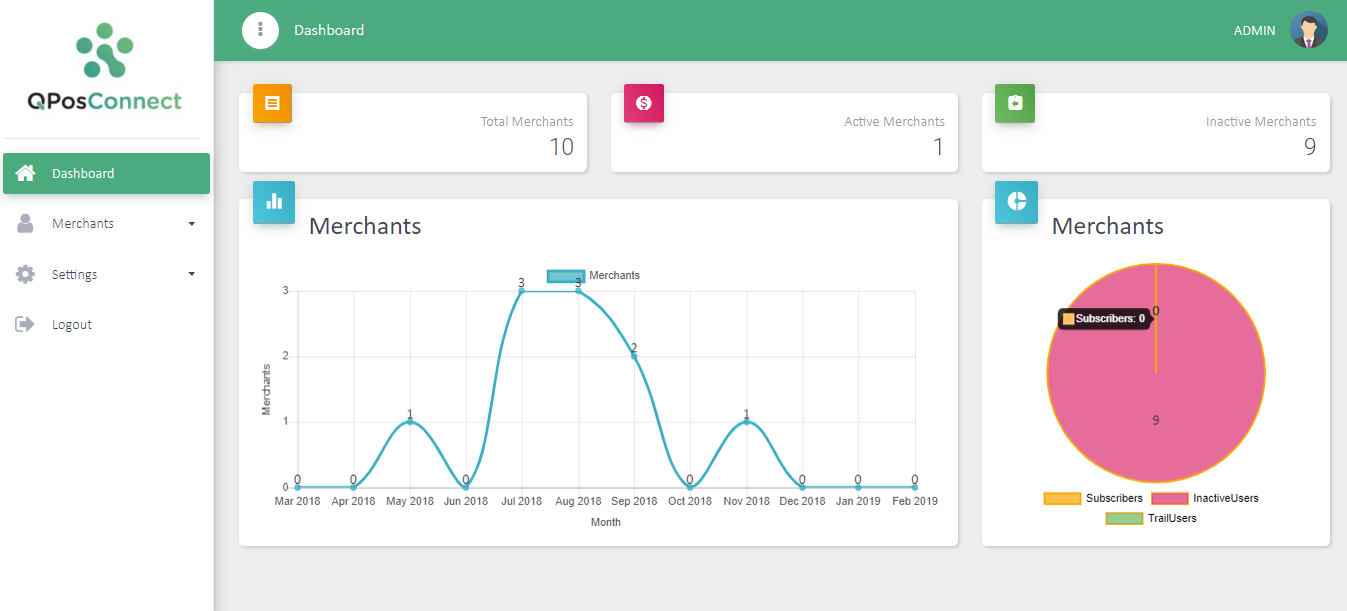 QPosConnect
Dashboard
Merchants
Settings
Logout
Dashboard
ADMIN
Total Merchants
10
Active Merchants
1
Inactive Merchants
9
Merchants
Merchants
3
2
1
0
Merchants
0
0
1
0
3
3
2
0
1
0
0
0
Mar 2018 Apr 2018 May 2018 Jun 2018 Jul 2018 Aug 2018 Sep 2018 Oct 2018 Nov 2018 Dec 2018 Jan 2019 Feb 2019
Month
Merchants
0
Subscribers: 0
9
Subscribers InactiveUsers
TrailUsers